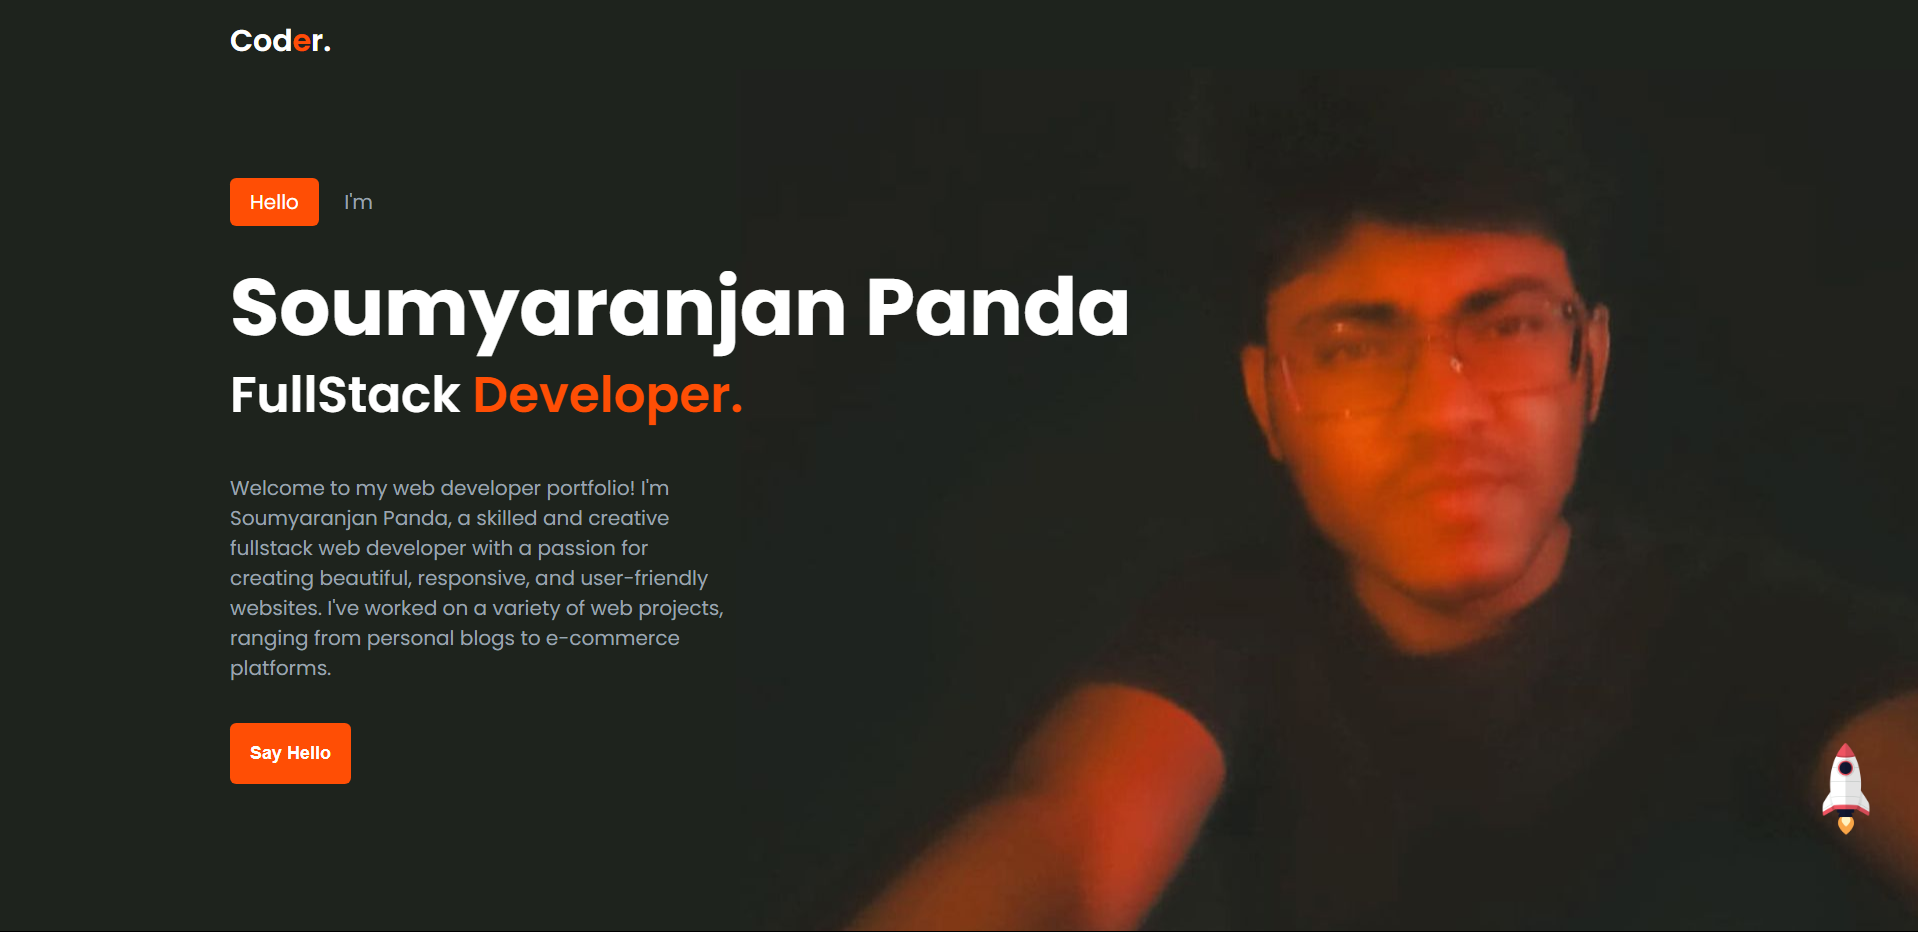 Coder.
Hello I'm
Soumyaranjan Panda
FullStack Developer.
Welcome to my web developer portfolio! I'm
Soumyaranjan Panda, a skilled and creative
fullstack web developer with a passion for
creating beautiful, responsive, and user-friendly
websites. I've worked on a variety of web projects,
ranging from personal blogs to e-commerce
platforms.
Say Hello